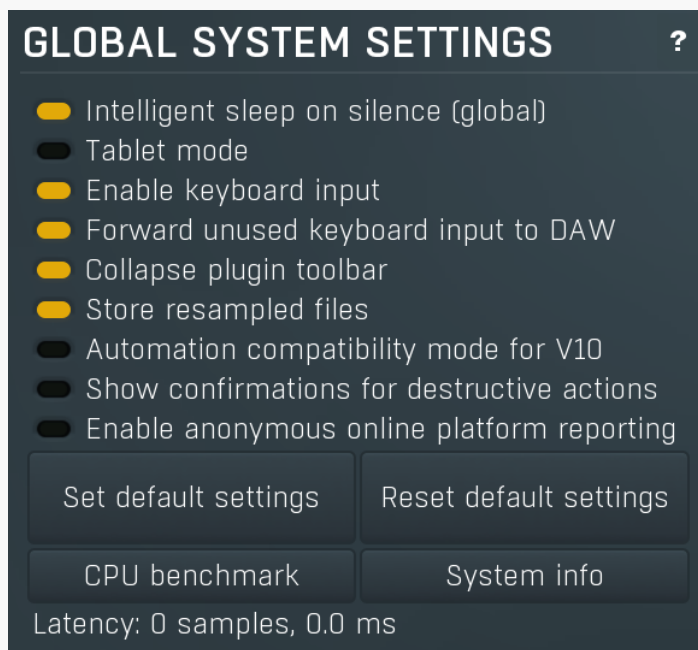 GLOBAL SYSTEM SETTINGS ?
Intelligent sleep on silence (global)
Tablet mode
Enable keyboard input
Forward unused keyboard input to DAW
Collapse plugin toolbar
Store resampled files
Automation compatibility mode for V10
Show confirmations for destructive actions
Enable anonymous online platform reporting
Set default settings Reset default settings
CPU benchmark System info
Latency: 0 samples, 0.0 ms